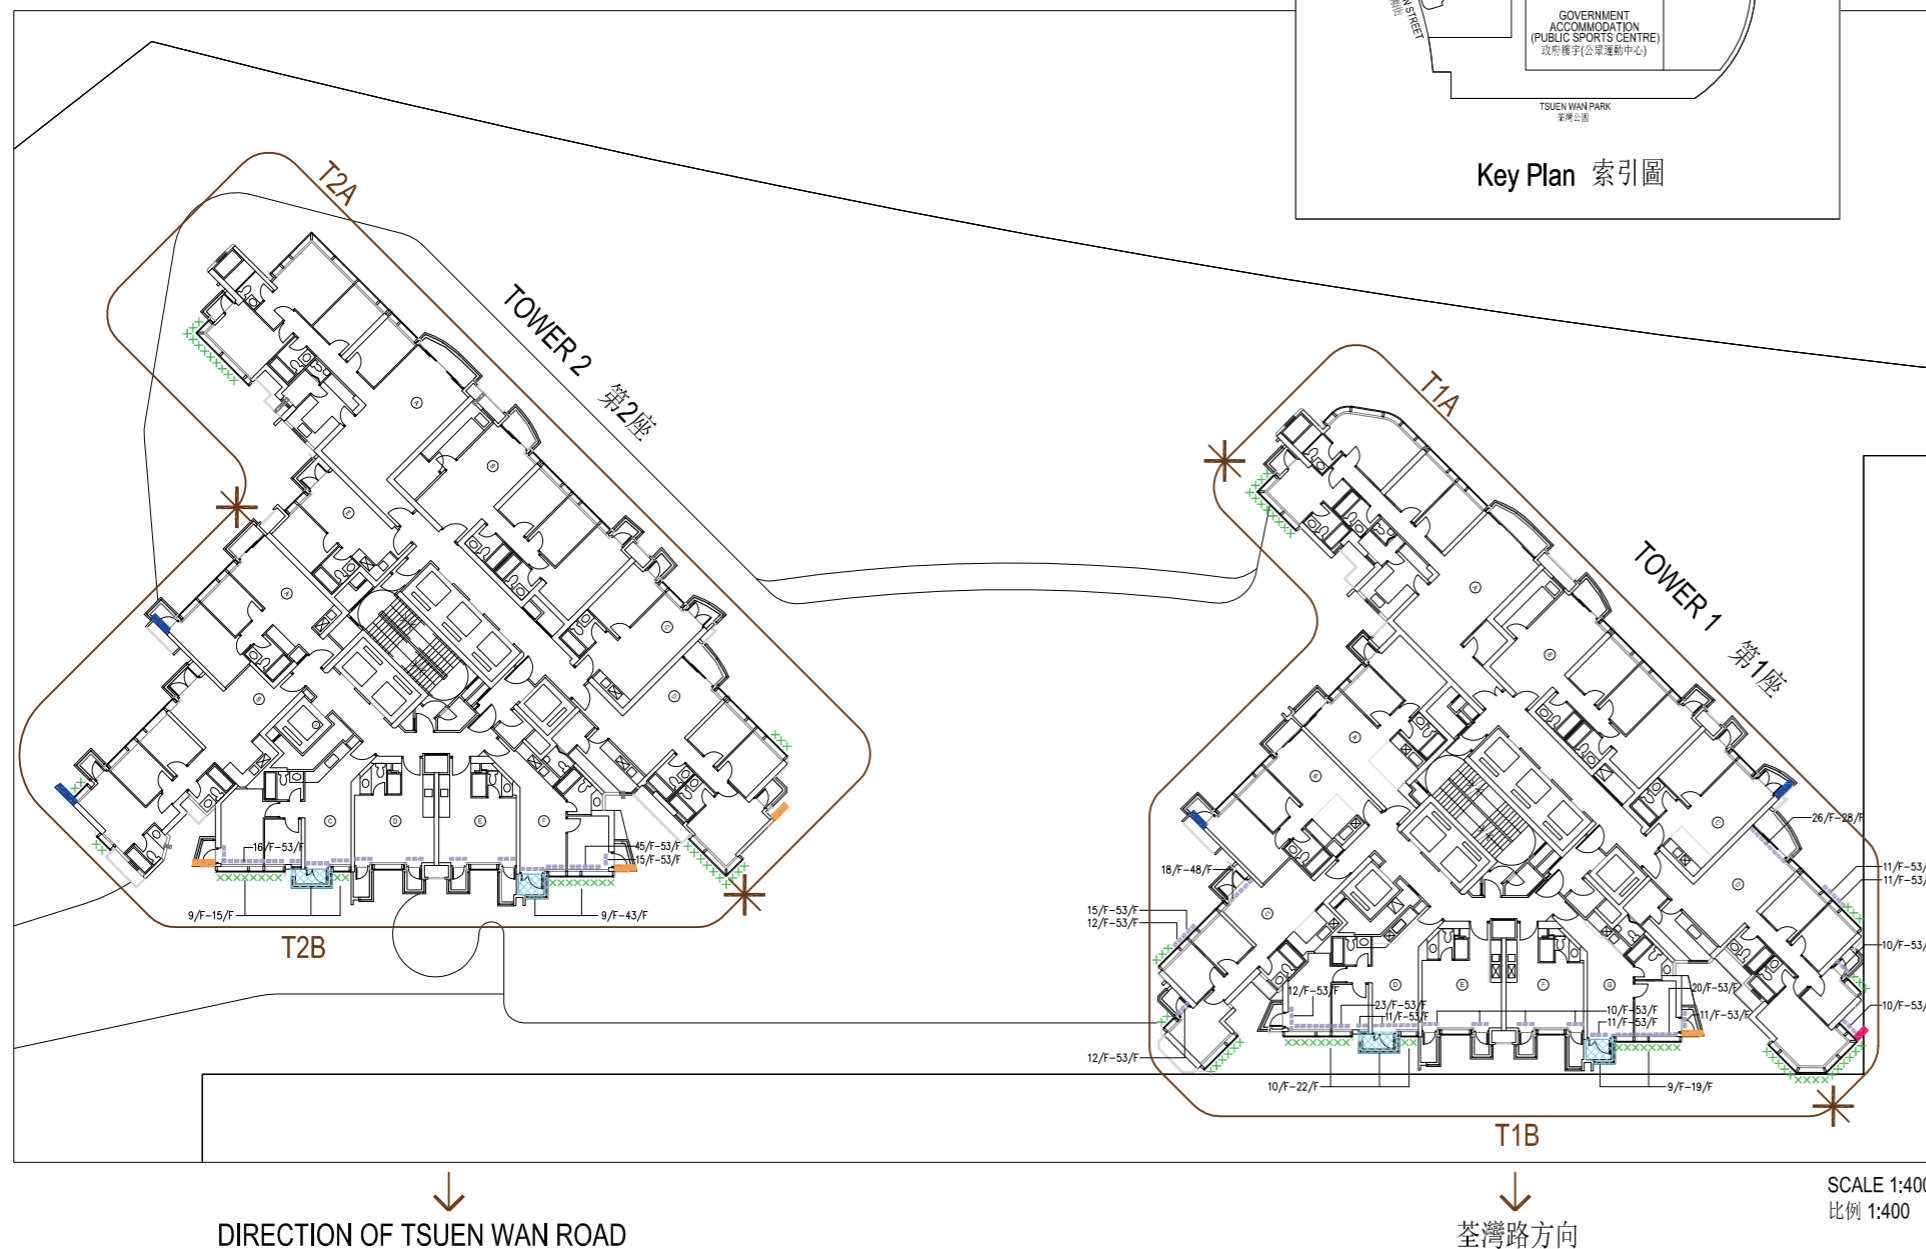 N STREET
GOVERNMENT
ACCOMMODATION
(PUBLIC SPORTS CENTRE)
政府樓宇(公眾運動中心)
TSUEN WAN PARK
荃灣公園
Key Plan 索引圖
T2A
TOWER 2 第2座
A
B
E
A
C
B
D
C
D
E
F
16/F-53/F
45/F-53/F
15/F-53/F
9/F-15/F
9/F-43/F
T2B
T1A
TOWER 1 第1座
A
B
A
B
C
C
D
D
E
F
G
26/F-28/F
18/F-48/F
11/F-53/
11/F-53/
15/F-53/F
12/F-53/F
10/F-53/
12/F-53/F
23/F-53/F
11/F-53/F
10/F-53/F
11/F-53/F
20/F-53/F
11/F-53/F
10/F-53/
12/F-53/F
10/F-22/F
9/F-19/F
T1B
DIRECTION OF TSUEN WAN ROAD
荃灣路方向
SCALE 1:400
比例 1:400